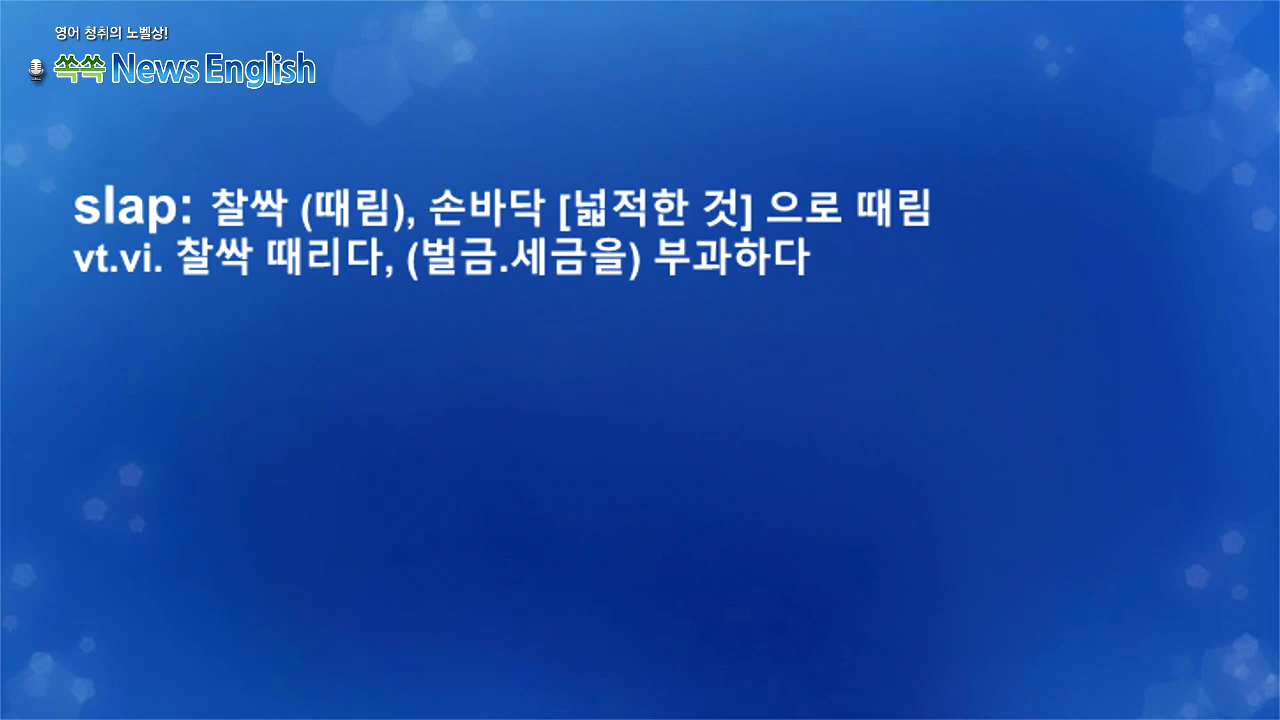 영어 청취의 노벨상!
쏙쏙 News English
slap: 찰싹 (때림), 손바닥 [넓적한 것] 으로 때림
vt.vi. 찰싹 때리다, (벌금.세금을) 부과하다